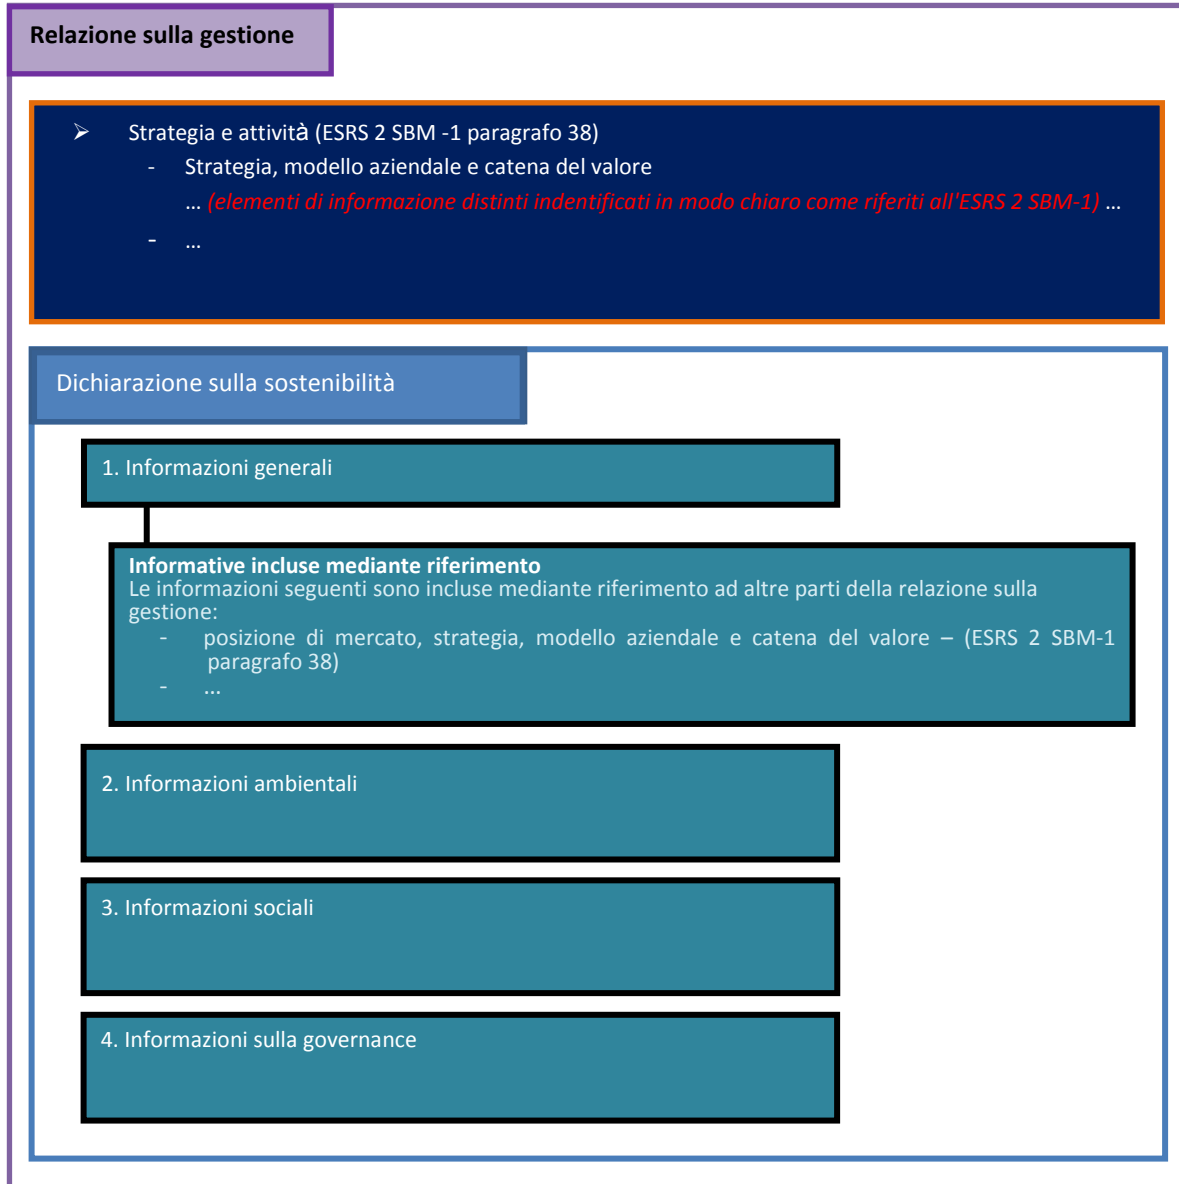 Relazione sulla gestione
➢ Strategia e attività (ESRS 2 SBM -1 paragrafo 38)
- Strategia, modello aziendale e catena del valore
… (elementi di informazione distinti indentificati in modo chiaro come riferiti all'ESRS 2 SBM-1) …
- …
Dichiarazione sulla sostenibilità
1. Informazioni generali
Informative incluse mediante riferimento
Le informazioni seguenti sono incluse mediante riferimento ad altre parti della relazione sulla
gestione:
- posizione di mercato, strategia, modello aziendale e catena del valore – (ESRS 2 SBM-1
paragrafo 38)
- ...
2. Informazioni ambientali
3. Informazioni sociali
4. Informazioni sulla governance